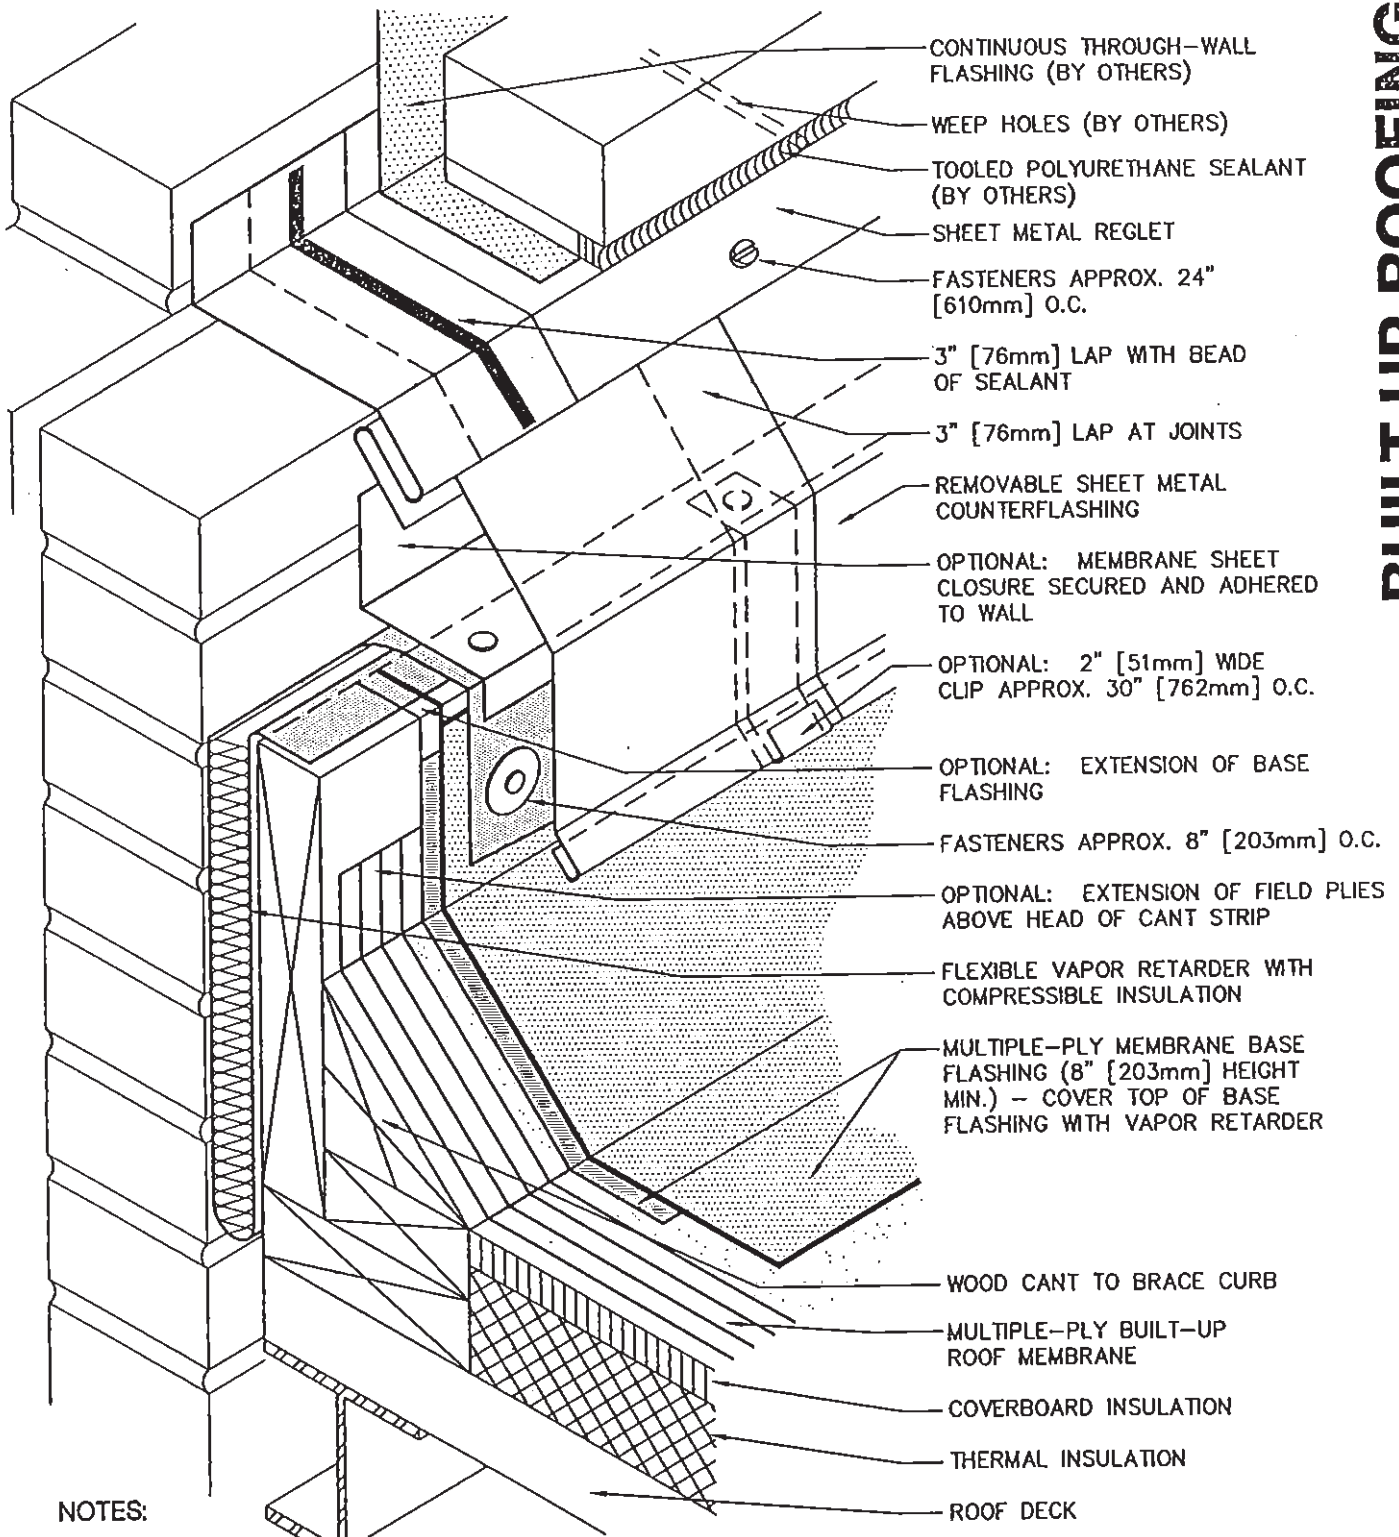 CONTINUOUS THROUGH-WALL
FLASHING (BY OTHERS)
WEEP HOLES (BY OTHERS)
TOOLED POLYURETHANE SEALANT
(BY OTHERS)
SHEET METAL REGLET
FASTENERS APPROX. 24"
[610mm] O.C.
3" [76mm] LAP WITH BEAD
OF SEALANT
3" [76mm] LAP AT JOINTS
REMOVABLE SHEET METAL
COUNTERFLASHING
OPTIONAL: MEMBRANE SHEET
CLOSURE SECURED AND ADHERED
TO WALL
OPTIONAL: 2" [51mm] WIDE
CLIP APPROX. 30" [762mm] O.C.
OPTIONAL: EXTENSION OF BASE
FLASHING
FASTENERS APPROX. 8" [203mm] O.C.
OPTIONAL: EXTENSION OF FIELD PLIES
ABOVE HEAD OF CANT STRIP
FLEXIBLE VAPOR RETARDER WITH
COMPRESSIBLE INSULATION
MULTIPLE-PLY MEMBRANE BASE
FLASHING (8" [203mm] HEIGHT
MIN.) - COVER TOP OF BASE
FLASHING WITH VAPOR RETARDER
WOOD CANT TO BRACE CURB
MULTIPLE-PLY BUILT-UP
ROOF MEMBRANE
COVERBOARD INSULATION
THERMAL INSULATION
ROOF DECK
NOTES:
BUILT-UP ROOFING